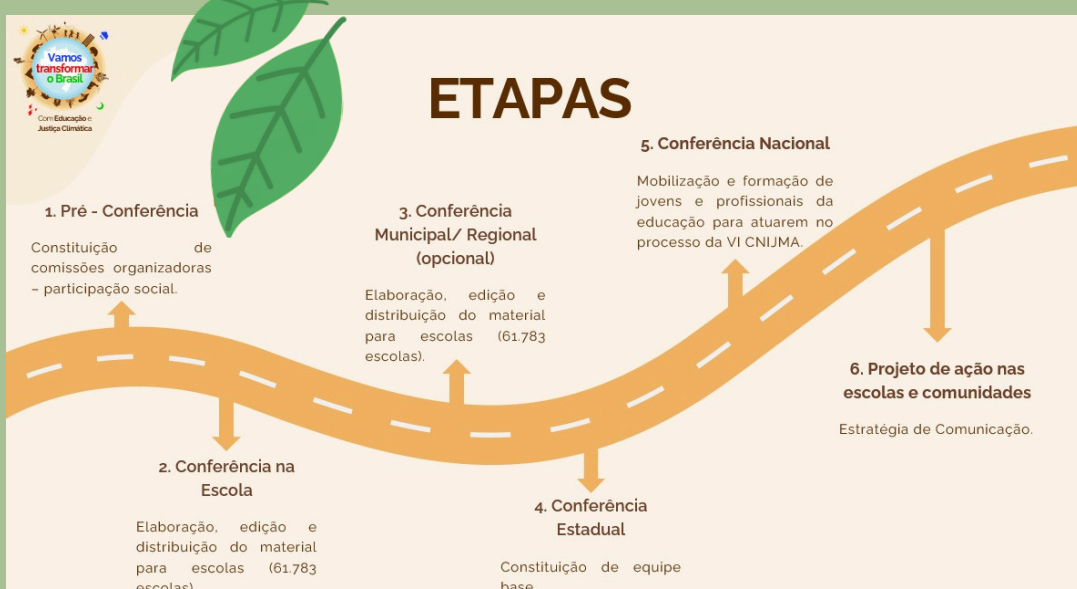 Vamos
transformar
o Brasil
Com Educação e
Justiça Climática
ETAPAS
1. Pré - Conferência
Constituição de
comissões organizadoras
– participação social.
2. Conferência na
Escola
Elaboração, edição e
distribuição do material
para escolas (61.783
escolas).
3. Conferência
Municipal/ Regional
(opcional)
Elaboração, edição e
distribuição do material
para escolas (61.783
escolas).
4. Conferência
Estadual
Constituição de equipe
base
5. Conferência Nacional
Mobilização e formação de
jovens e profissionais da
educação para atuarem no
processo da VI CNIJMA.
6. Projeto de ação nas
escolas e comunidades
Estratégia de Comunicação.